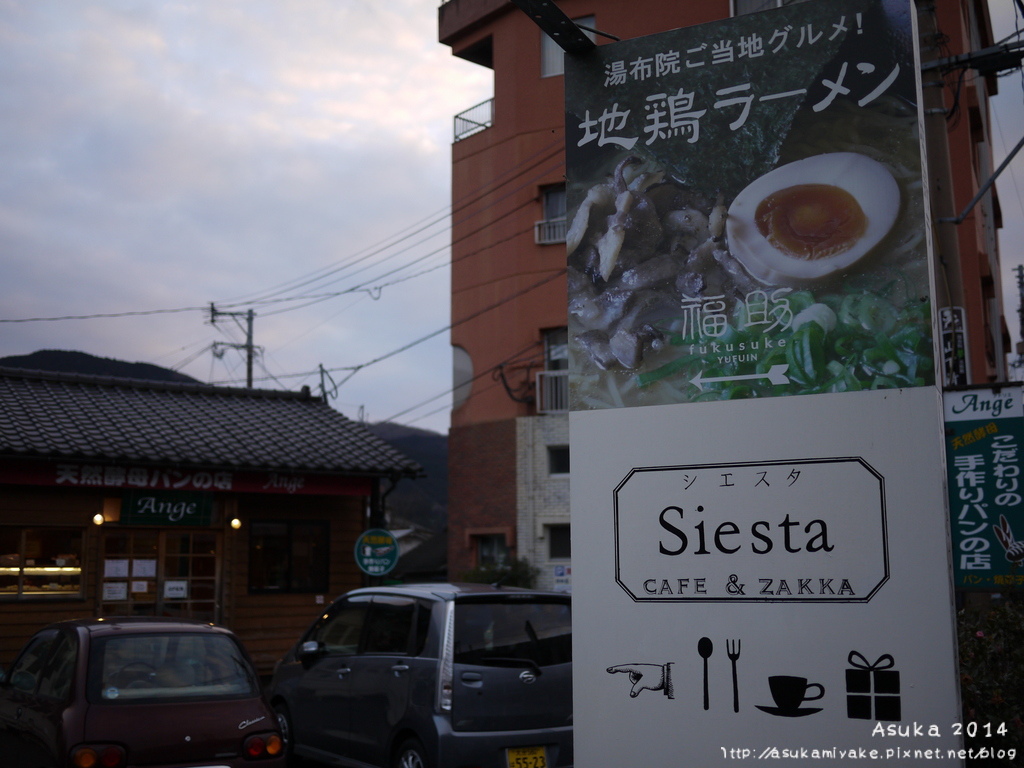 湯布院ご当地グルメ!
地鶏ラーメン
福助
fukusuke
YUFUIN
シエスタ
Siesta
CAFE & ZAKKA
天然酵母パンの店 Ange
Ange
Ange
天然酵母
こだわりの
手作りパンの店
55-23
Asuka 2014
http://asukamiyake.pixnet.net/blog